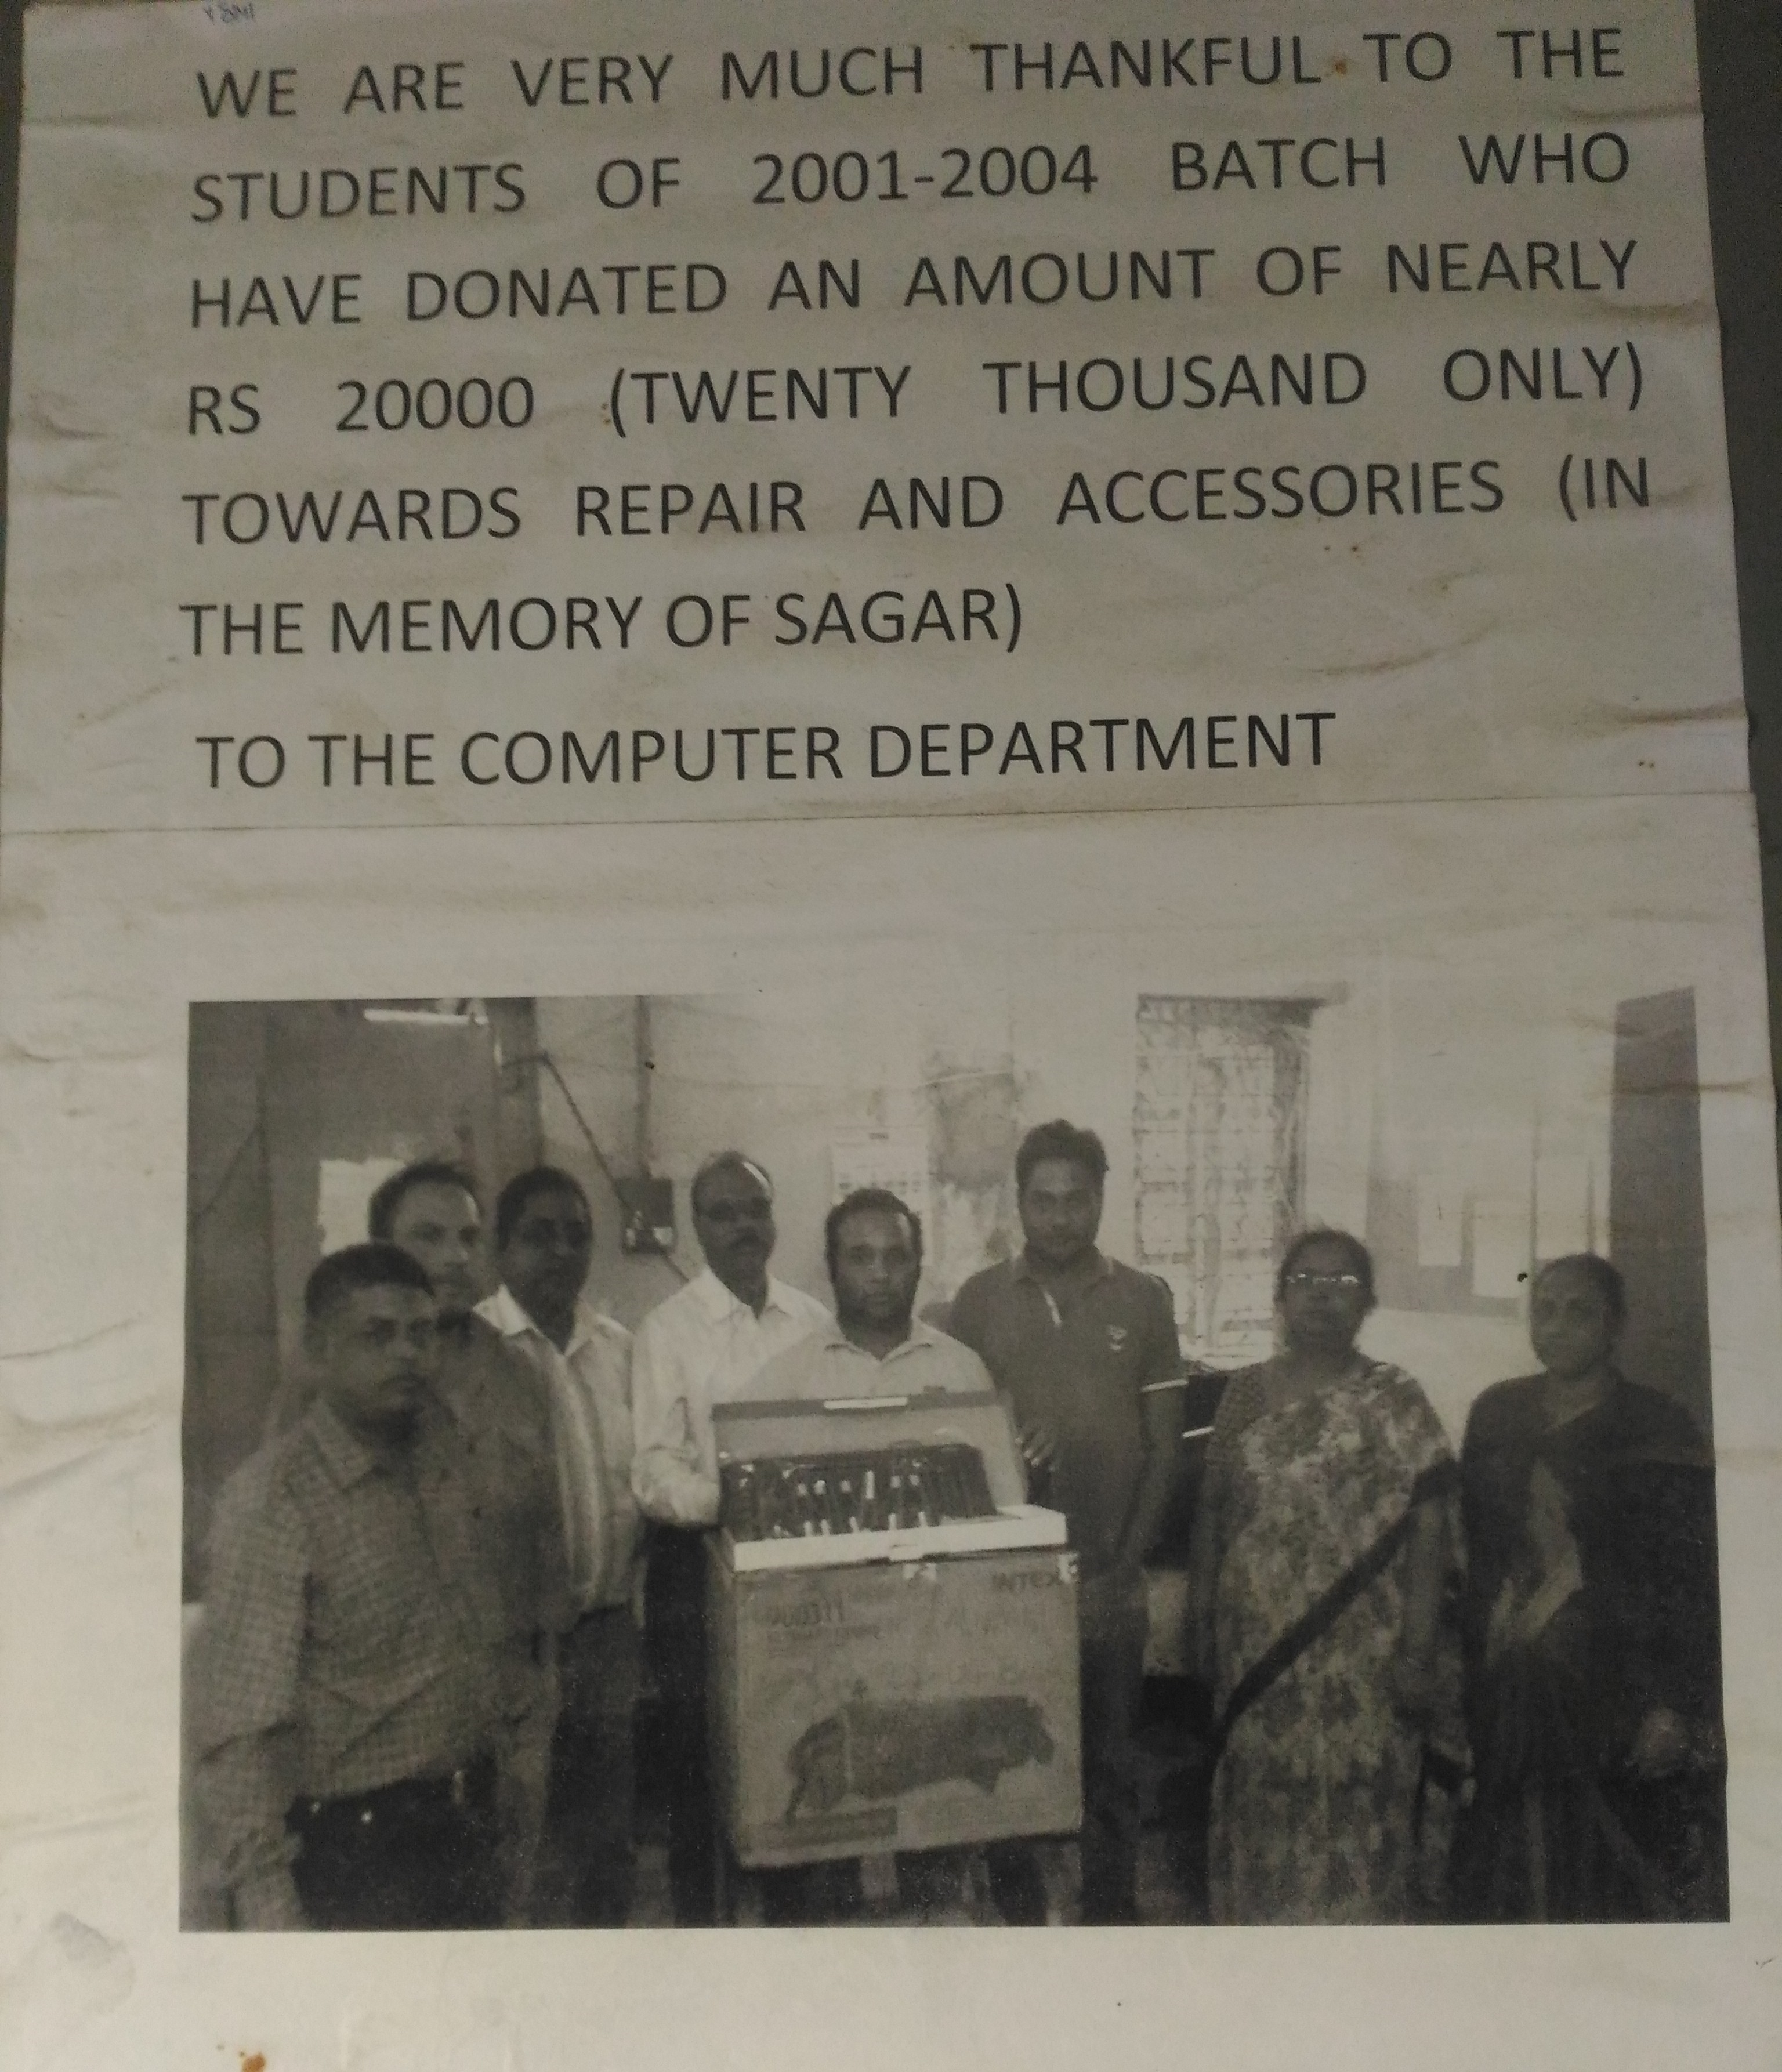 WE ARE VERY MUCH THANKFUL TO THE
STUDENTS OF 2001-2004 BATCH WHO
HAVE DONATED AN AMOUNT OF NEARLY
RS 20000 (TWENTY THOUSAND ONLY)
TOWARDS REPAIR AND ACCESSORIES (IN
THE MEMORY OF SAGAR)
TO THE COMPUTER DEPARTMENT
INTEX